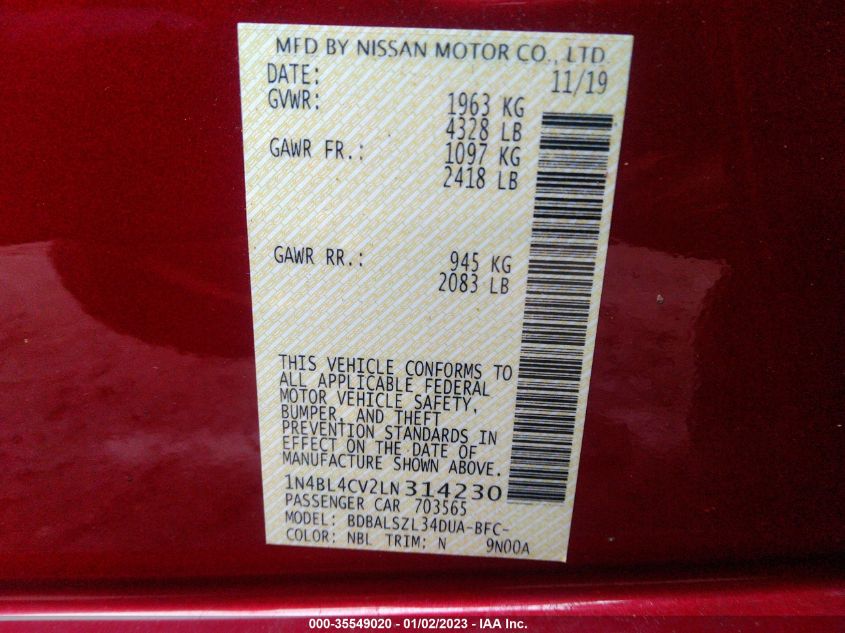 MFD BY NISSAN MOTOR CO., LTD.
DATE: 11/19
GVWR: 1963 KG
4328 LB
GAWR FR.: 1097 KG
2418 LB
GAWR RR.: 945 KG
2083 LB
THIS VEHICLE CONFORMS TO
ALL APPLICABLE FEDERAL
MOTOR VEHICLE SAFETY,
BUMPER, AND THEFT
PREVENTION STANDARDS IN
EFFECT ON THE DATE OF
MANUFACTURE SHOWN ABOVE.
1N4BL4CV2LN314230
PASSENGER CAR 703565
MODEL: BDBALSZL34DUA-BFC-
COLOR: NBL TRIM: N 9N00A
000-35549020 - 01/02/2023 - IAA Inc.